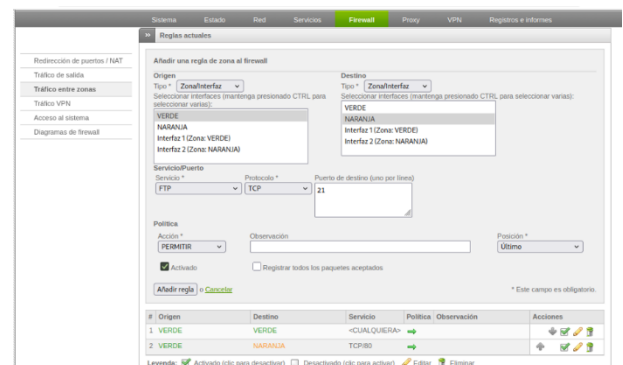 Sistema Estado Red Servicios Firewall Proxy VPN Registros e informes
>> Reglas actuales
Redirección de puertos / NAT
Tráfico de salida
Tráfico entre zonas
Tráfico VPN
Acceso al sistema
Diagramas de firewall
Añadir una regla de zona al firewall
Origen Destino
Tipo * Zona/Interfaz Tipo * Zona/Interfaz
Seleccionar interfaces (mantenga presionado CTRL para seleccionar varias): Seleccionar interfaces (mantenga presionado CTRL para seleccionar varias):
VERDE VERDE
NARANJA NARANJA
Interfaz 1 (Zona: VERDE) Interfaz 1 (Zona: VERDE)
Interfaz 2 (Zona: NARANJA) Interfaz 2 (Zona: NARANJA)
Servicio/Puerto
Servicio * Protocolo * Puerto de destino (uno por línea)
FTP TCP 21
Política
Acción * Observación Posición *
PERMITIR Último
Activado Registrar todos los paquetes aceptados
Añadir regla o Cancelar * Este campo es obligatorio.
# Origen Destino Servicio Política Observación Acciones
1 VERDE VERDE <CUALQUIERA>
2 VERDE NARANJA TCP/80
Leyenda: Activado (clic para desactivar) Desactivado (clic para activar) Editar Eliminar